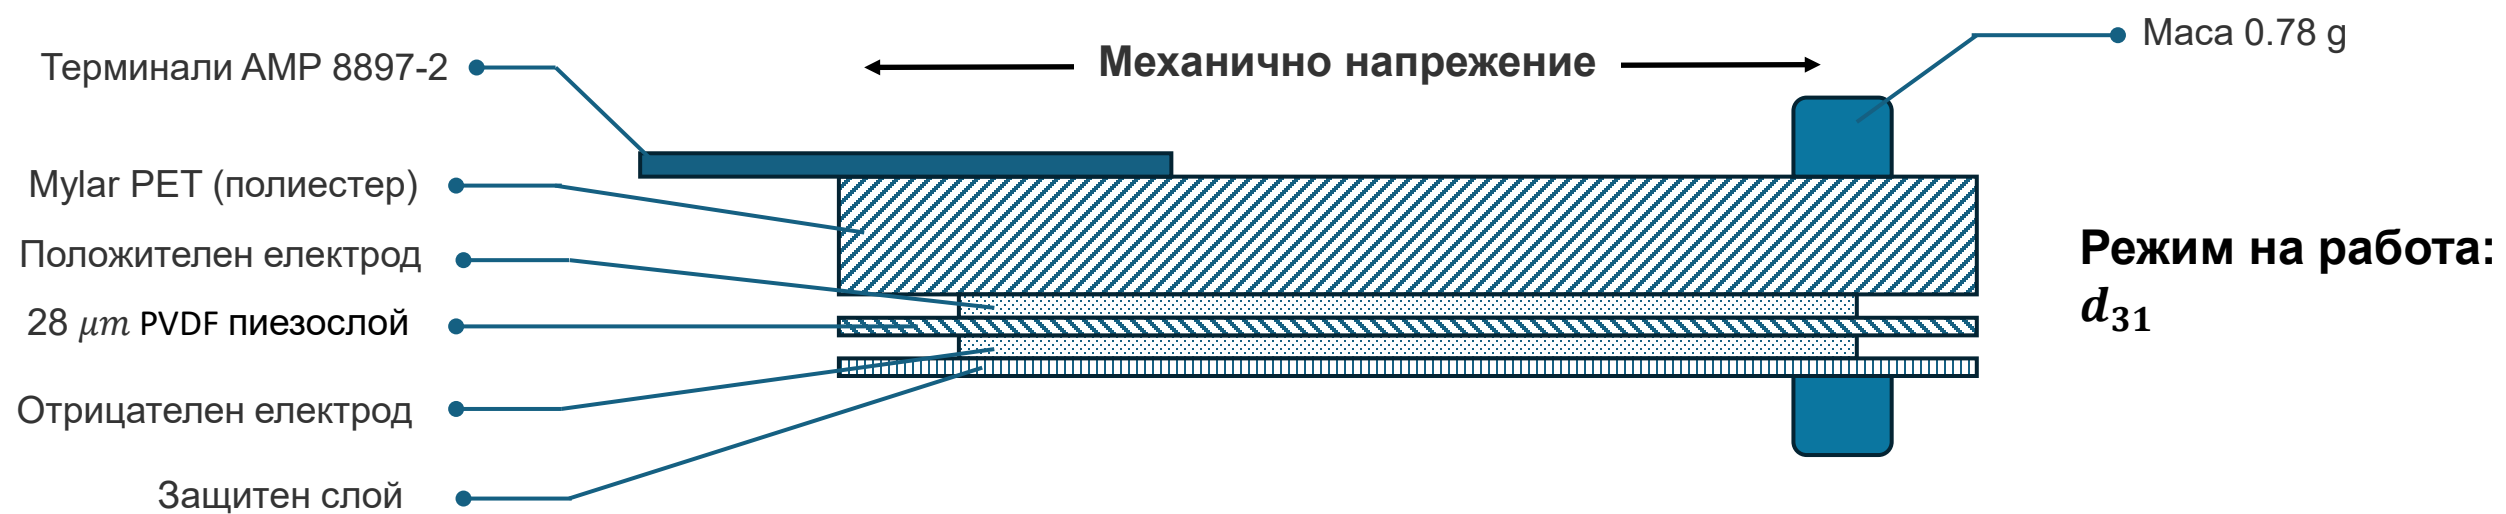 Терминали AMP 8897-2
Механично напрежение
Маса 0.78 g
Mylar PET (полиестер)
Положителен електрод
28 𝜇𝑚 PVDF пиезослой
Отрицателен електрод
Защитен слой
Режим на работа:
𝒅₃₁